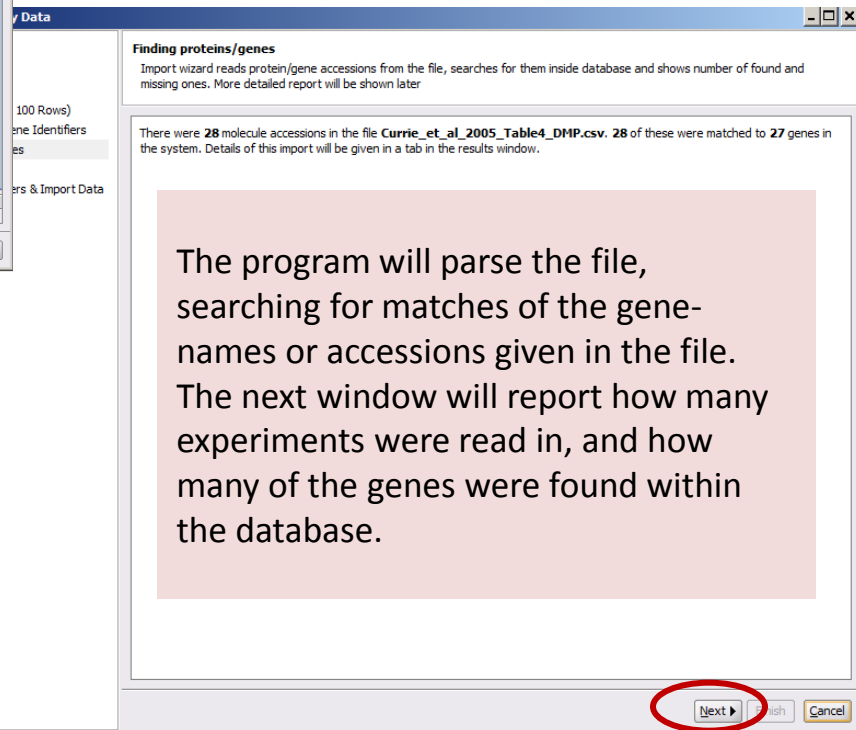 y Data
Finding proteins/genes
Import wizard reads protein/gene accessions from the file, searches for them inside database and shows number of found and
missing ones. More detailed report will be shown later
100 Rows)
ene Identifiers
es
ers & Import Data
There were 28 molecule accessions in the file Currie_et_al_2005_Table4_DMP.csv. 28 of these were matched to 27 genes in
the system. Details of this import will be given in a tab in the results window.
The program will parse the file,
searching for matches of the gene-
names or accessions given in the file.
The next window will report how many
experiments were read in, and how
many of the genes were found within
the database.
Next
Finish
Cancel